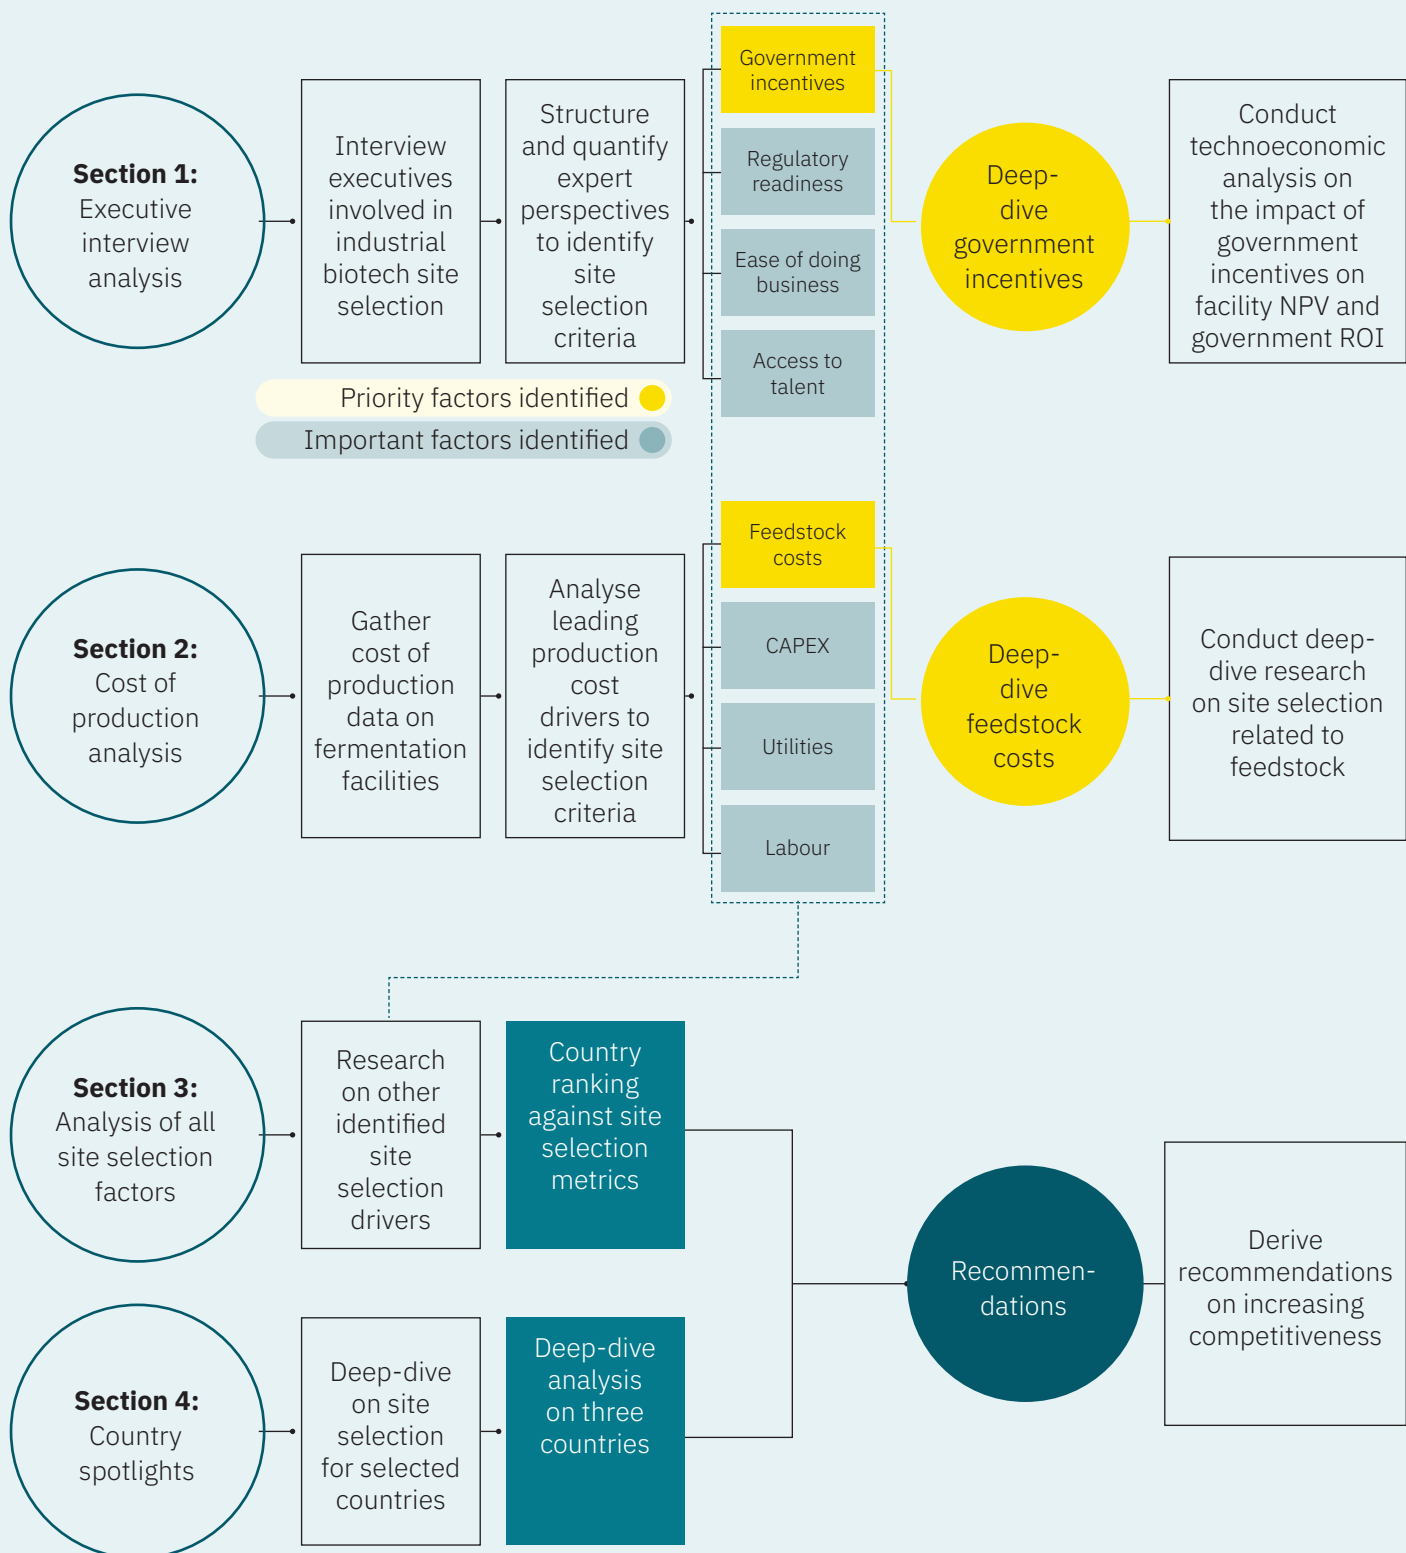 Section 1:
Executive
interview
analysis
Interview
executives
involved in
industrial
biotech site
selection
Structure
and quantify
expert
perspectives
to identify
site
selection
criteria
Government
incentives
Regulatory
readiness
Ease of doing
business
Access to
talent
Deep-
dive
government
incentives
Conduct
technoeconomic
analysis on
the impact of
government
incentives on
facility NPV and
government ROI
Priority factors identified
Important factors identified
Section 2:
Cost of
production
analysis
Gather
cost of
production
data on
fermentation
facilities
Analyse
leading
production
cost
drivers to
identify site
selection
criteria
Feedstock
costs
CAPEX
Utilities
Labour
Deep-
dive
feedstock
costs
Conduct deep-
dive research
on site selection
related to
feedstock
Section 3:
Analysis of all
site selection
factors
Research
on other
identified
site
selection
drivers
Country
ranking
against site
selection
metrics
Section 4:
Country
spotlights
Deep-dive
on site
selection
for selected
countries
Deep-dive
analysis
on three
countries
Recommen-
dations
Derive
recommendations
on increasing
competitiveness